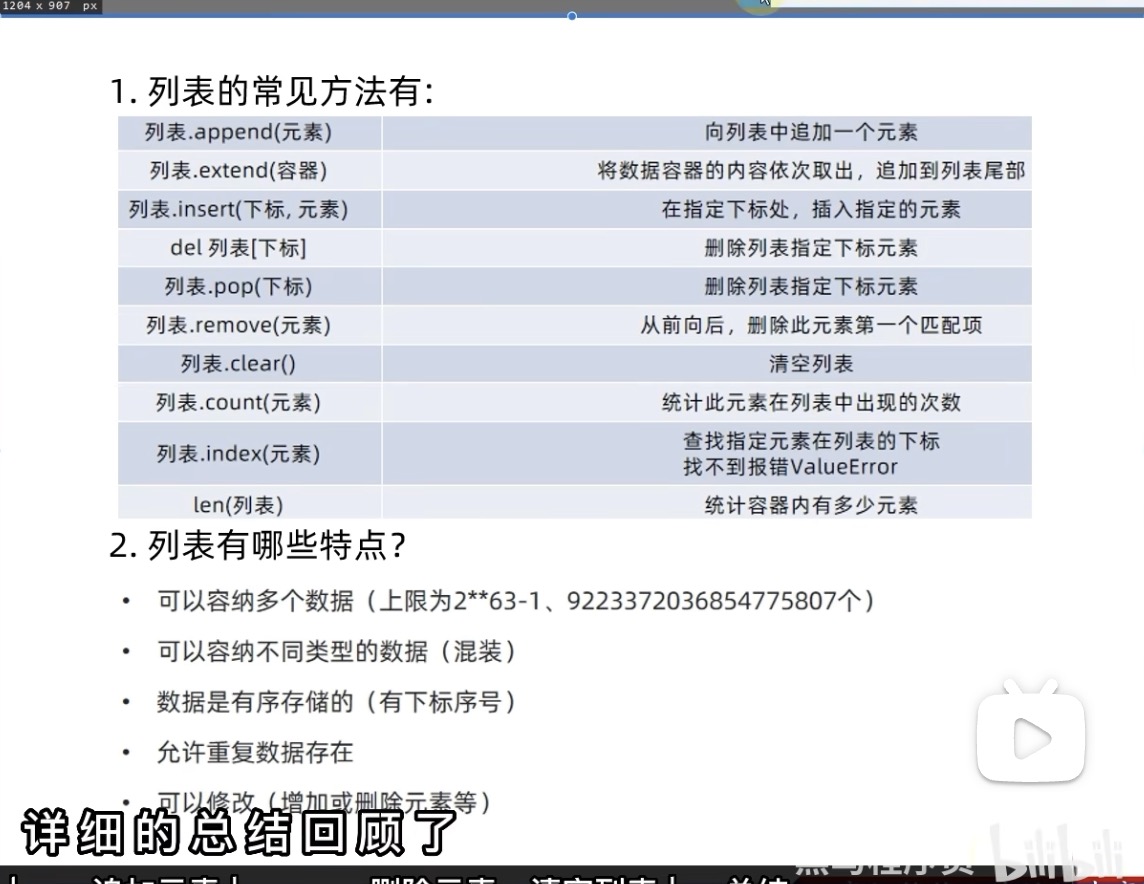 1204 x 907 px
1. 列表的常见方法有:
列表.append(元素) 向列表中追加一个元素
列表.extend(容器) 将数据容器的内容依次取出，追加到列表尾部
列表.insert(下标, 元素) 在指定下标处，插入指定的元素
del 列表[下标] 删除列表指定下标元素
列表.pop(下标) 删除列表指定下标元素
列表.remove(元素) 从前向后，删除此元素第一个匹配项
列表.clear() 清空列表
列表.count(元素) 统计此元素在列表中出现的次数
列表.index(元素) 查找指定元素在列表的下标
找不到报错ValueError
len(列表) 统计容器内有多少元素
2. 列表有哪些特点？
• 可以容纳多个数据（上限为2**63-1、9223372036854775807个）
• 可以容纳不同类型的数据（混装）
• 数据是有序存储的（有下标序号）
• 允许重复数据存在
• 可以修改（增加或删除元素等）
详细的总结回顾了
bilibili